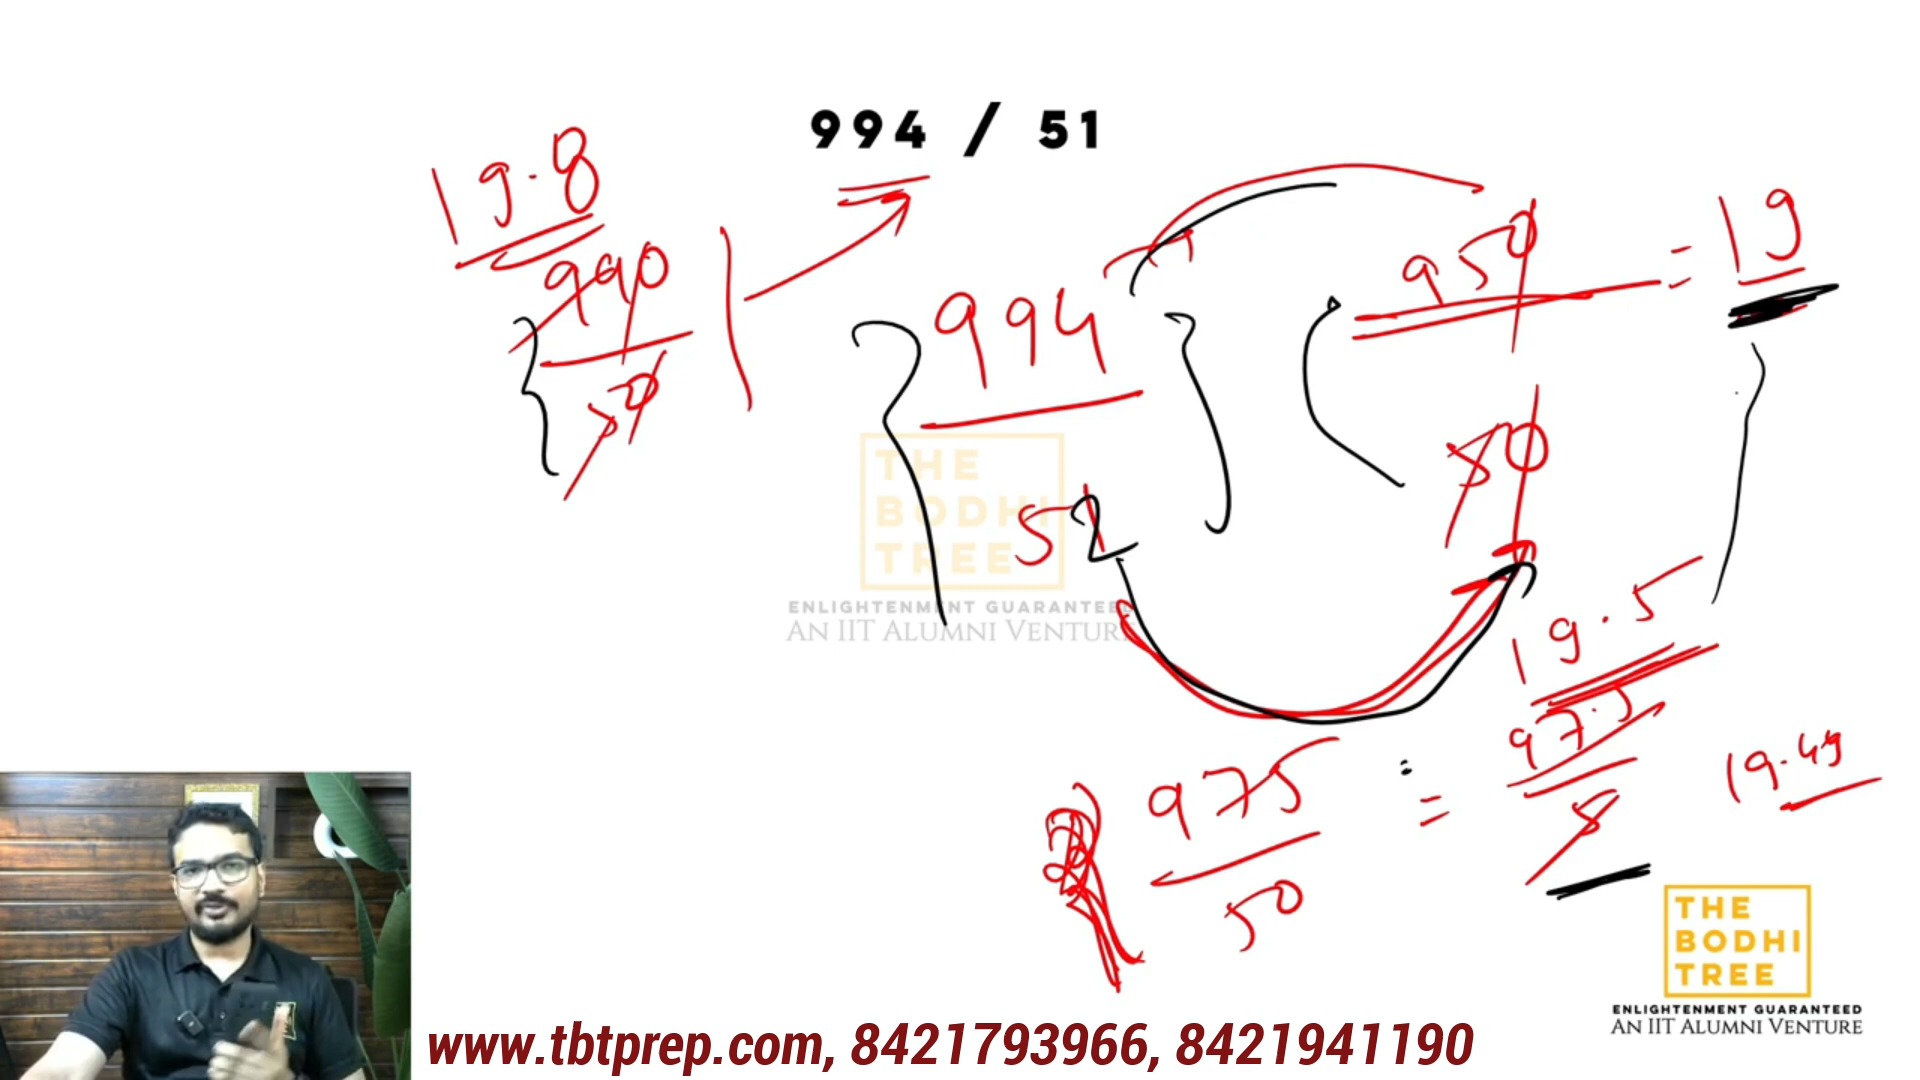 994 / 51
19.8
990
50
994
51
950 = 19
50
THE
BODHI
TREE
ENLIGHTENMENT GUARANTEED
AN IIT ALUMNI VENTURE
19.5
975 = 97.5
50
5
19.49
THE
BODHI
TREE
ENLIGHTENMENT GUARANTEED
AN IIT ALUMNI VENTURE
www.tbtprep.com, 8421793966, 8421941190